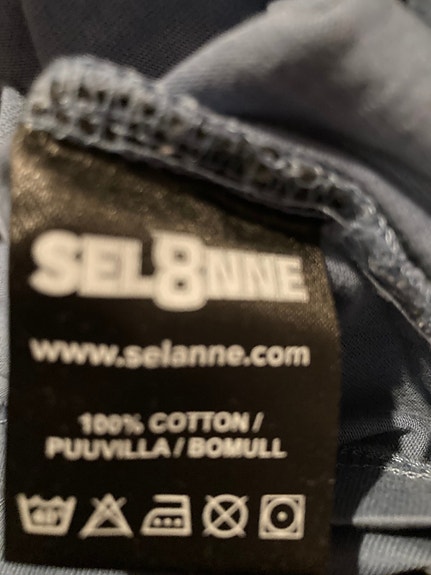 SEL8NNE
www.selanne.com
100% COTTON /
PUUVILLA / BOMULL